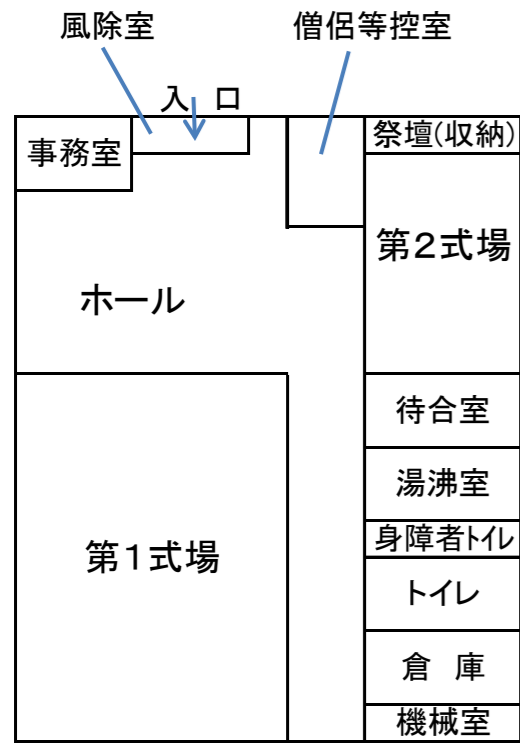 風除室
僧侶等控室
入 口
事務室
祭壇(収納)
第2式場
ホール
待合室
湯沸室
身障者トイレ
第1式場
トイレ
倉 庫
機械室